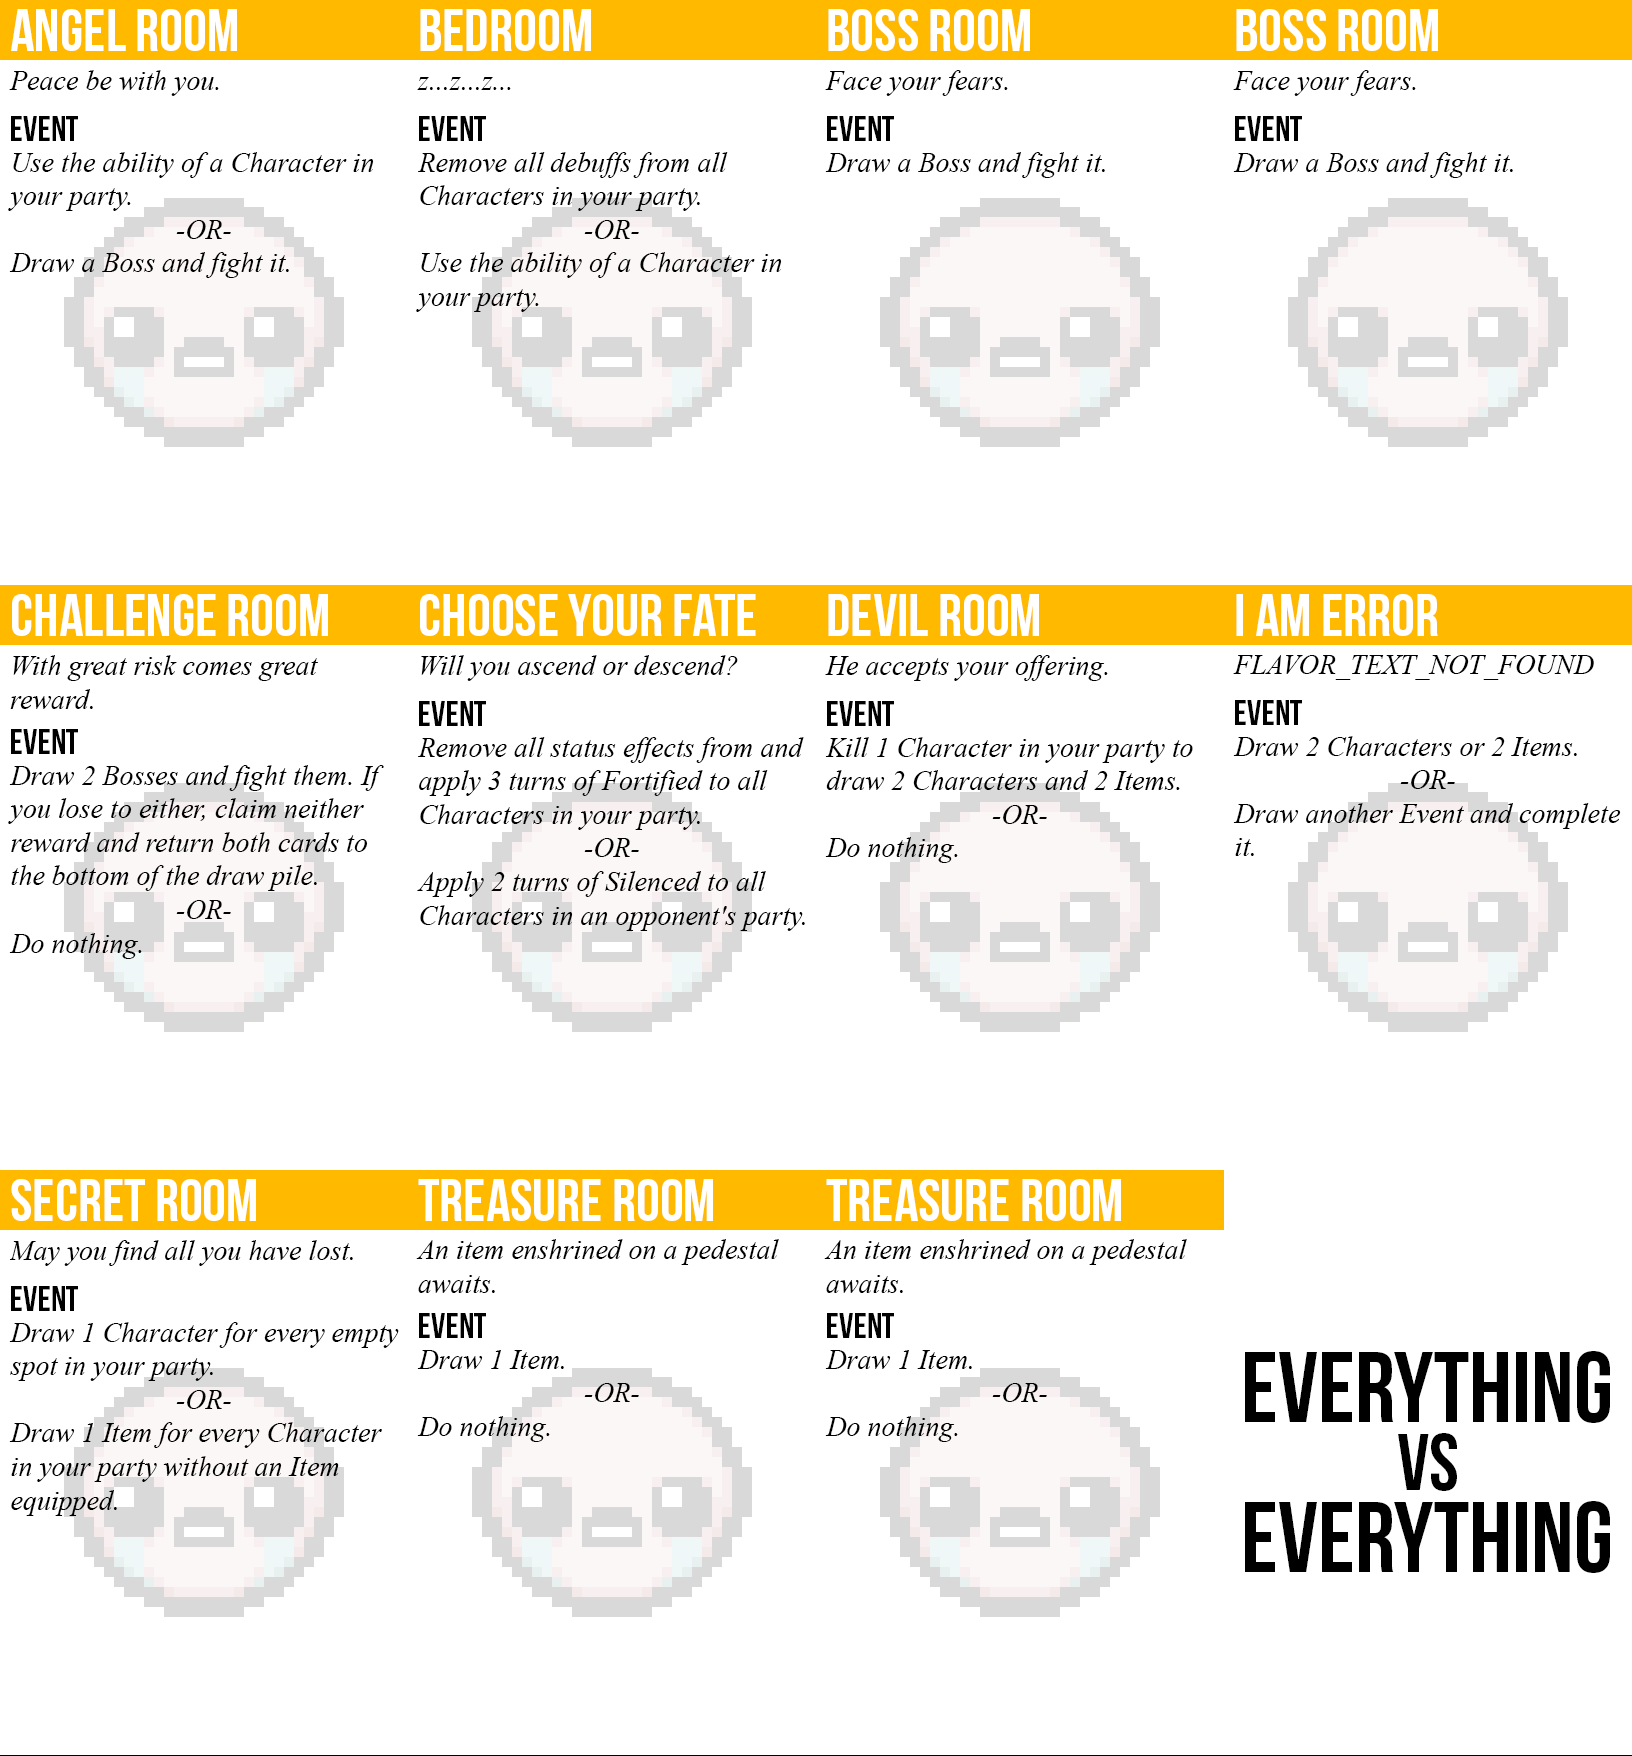 ANGEL ROOM
Peace be with you.
EVENT
Use the ability of a Character in
your party.
-OR-
Draw a Boss and fight it.
BEDROOM
z...z...z...
EVENT
Remove all debuffs from all
Characters in your party.
-OR-
Use the ability of a Character in
your party.
BOSS ROOM
Face your fears.
EVENT
Draw a Boss and fight it.
BOSS ROOM
Face your fears.
EVENT
Draw a Boss and fight it.
CHALLENGE ROOM
With great risk comes great
reward.
EVENT
Draw 2 Bosses and fight them. If
you lose to either, claim neither
reward and return both cards to
the bottom of the draw pile.
-OR-
Do nothing.
CHOOSE YOUR FATE
Will you ascend or descend?
EVENT
Remove all status effects from and
apply 3 turns of Fortified to all
Characters in your party.
-OR-
Apply 2 turns of Silenced to all
Characters in an opponent's party.
DEVIL ROOM
He accepts your offering.
EVENT
Kill 1 Character in your party to
draw 2 Characters and 2 Items.
-OR-
Do nothing.
I AM ERROR
FLAVOR_TEXT_NOT_FOUND
EVENT
Draw 2 Characters or 2 Items.
-OR-
Draw another Event and complete
it.
SECRET ROOM
May you find all you have lost.
EVENT
Draw 1 Character for every empty
spot in your party.
-OR-
Draw 1 Item for every Character
in your party without an Item
equipped.
TREASURE ROOM
An item enshrined on a pedestal
awaits.
EVENT
Draw 1 Item.
-OR-
Do nothing.
TREASURE ROOM
An item enshrined on a pedestal
awaits.
EVENT
Draw 1 Item.
-OR-
Do nothing.
EVERYTHING
VS
EVERYTHING